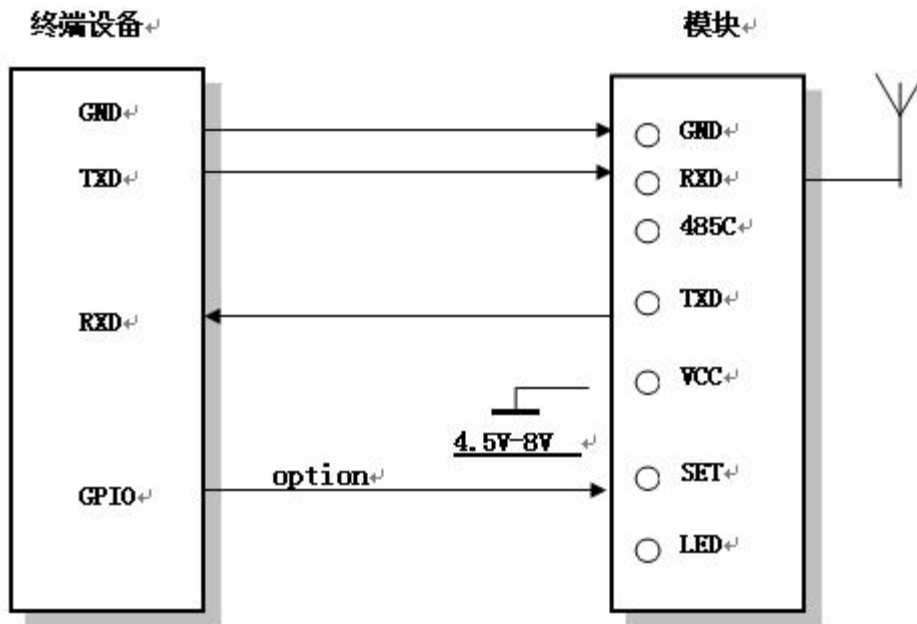 终端设备
模块
GND
TXD
RXD
GPIO
4.5V-8V
option
GND
RXD
485C
TXD
VCC
SET
LED